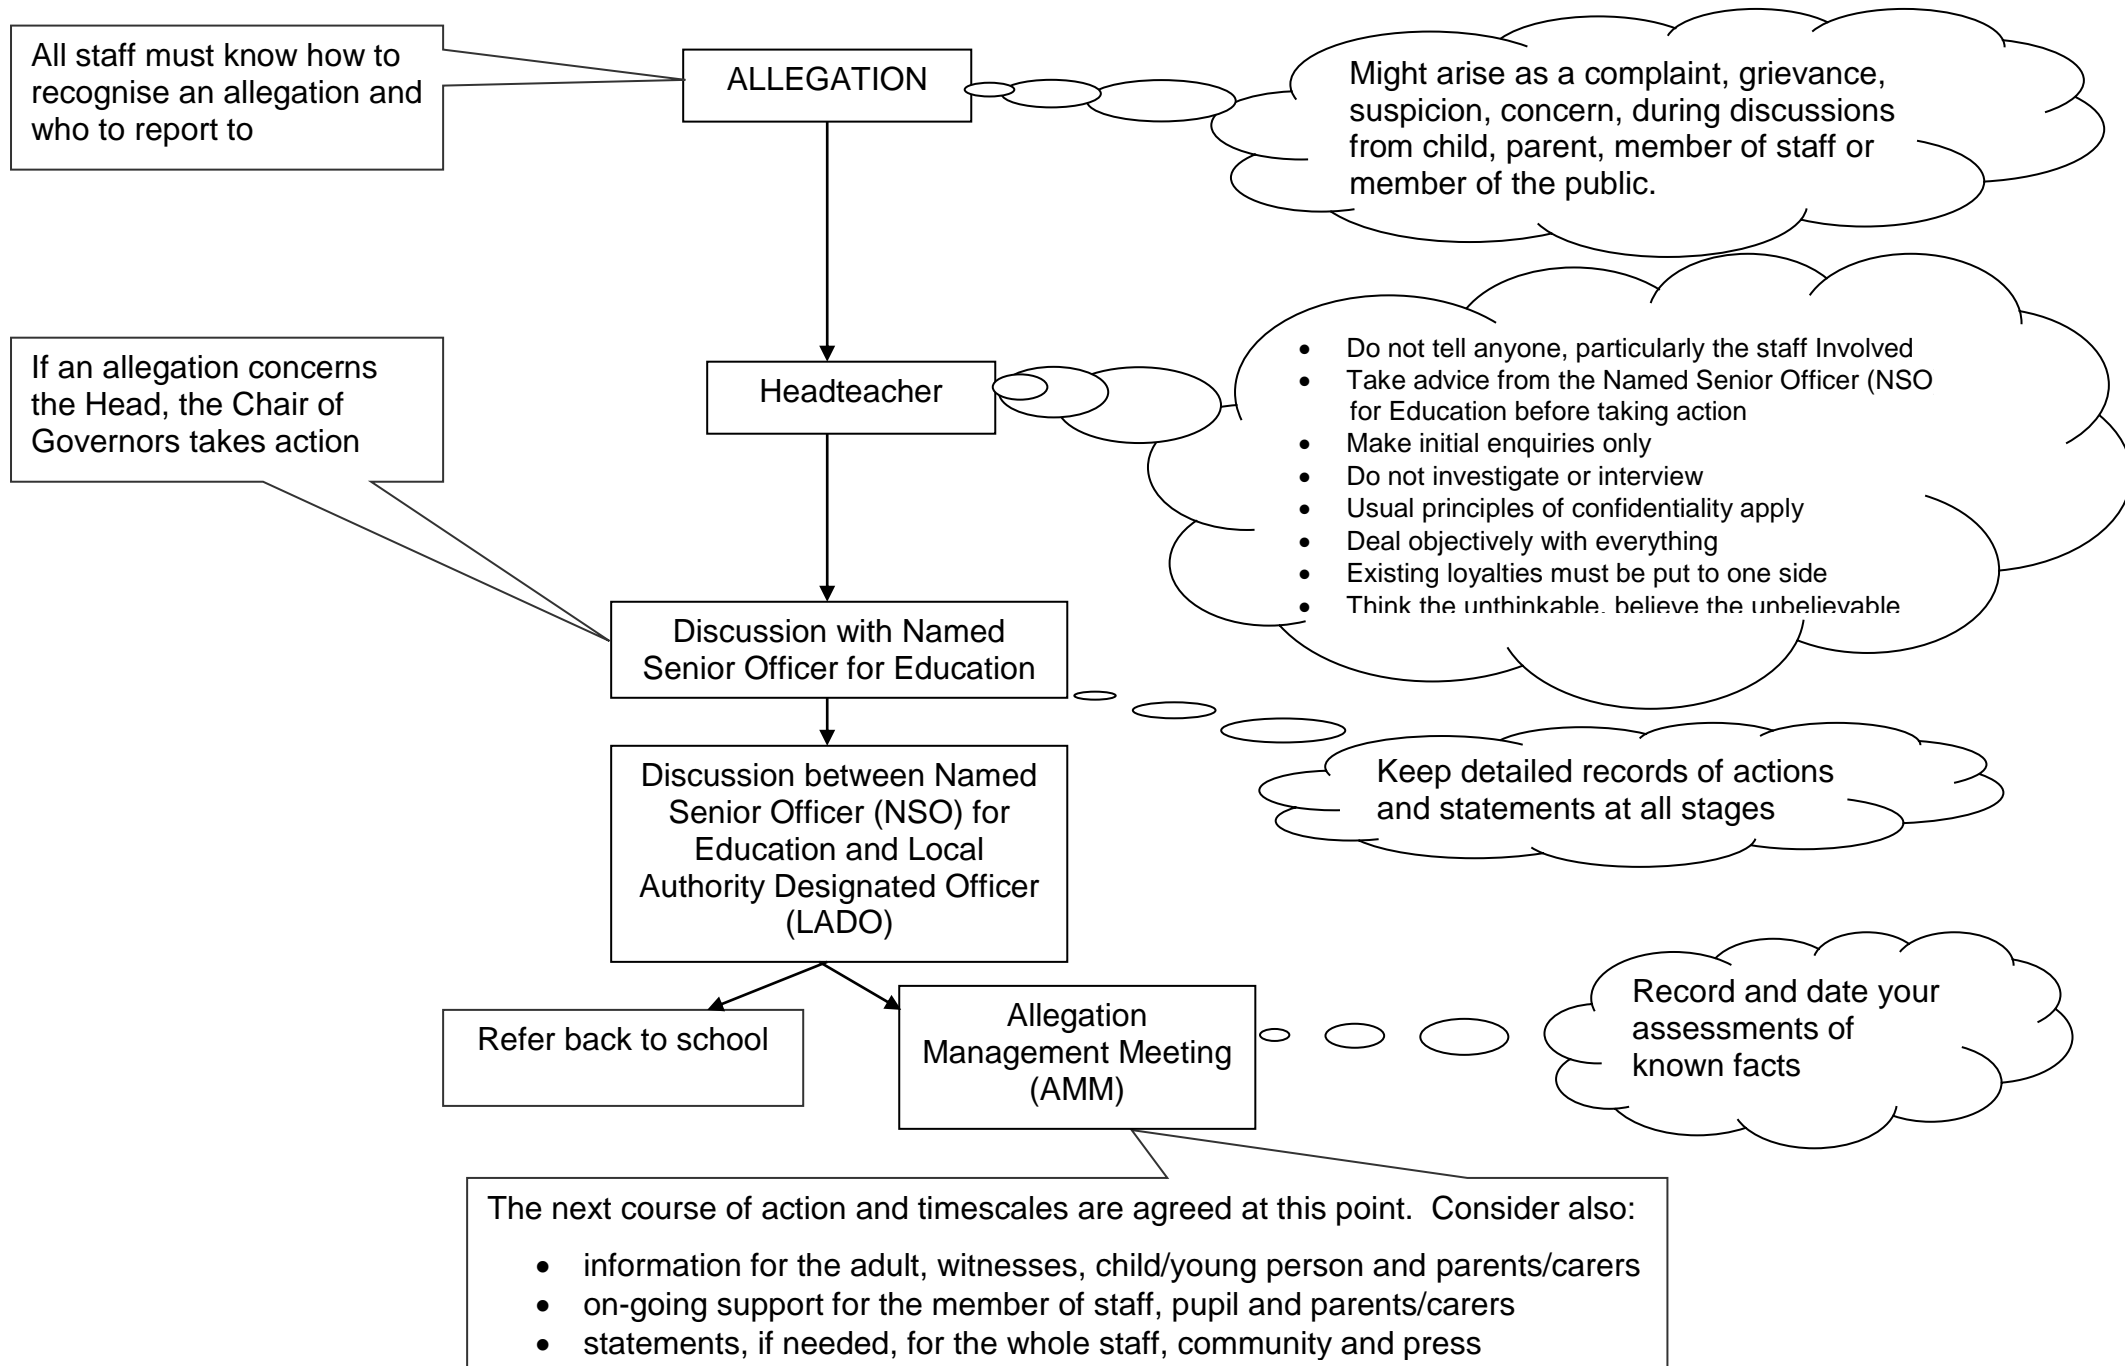 All staff must know how to
recognise an allegation and
who to report to
ALLEGATION
Might arise as a complaint, grievance,
suspicion, concern, during discussions
from child, parent, member of staff or
member of the public.
If an allegation concerns
the Head, the Chair of
Governors takes action
Headteacher
• Do not tell anyone, particularly the staff Involved
• Take advice from the Named Senior Officer (NSO
for Education before taking action
• Make initial enquiries only
• Do not investigate or interview
• Usual principles of confidentiality apply
• Deal objectively with everything
• Existing loyalties must be put to one side
• Think the unthinkable, believe the unbelievable
Discussion with Named
Senior Officer for Education
Keep detailed records of actions
and statements at all stages
Discussion between Named
Senior Officer (NSO) for
Education and Local
Authority Designated Officer
(LADO)
Refer back to school
Allegation
Management Meeting
(AMM)
Record and date your
assessments of
known facts
The next course of action and timescales are agreed at this point.  Consider also:
• information for the adult, witnesses, child/young person and parents/carers
• on-going support for the member of staff, pupil and parents/carers
• statements, if needed, for the whole staff, community and press